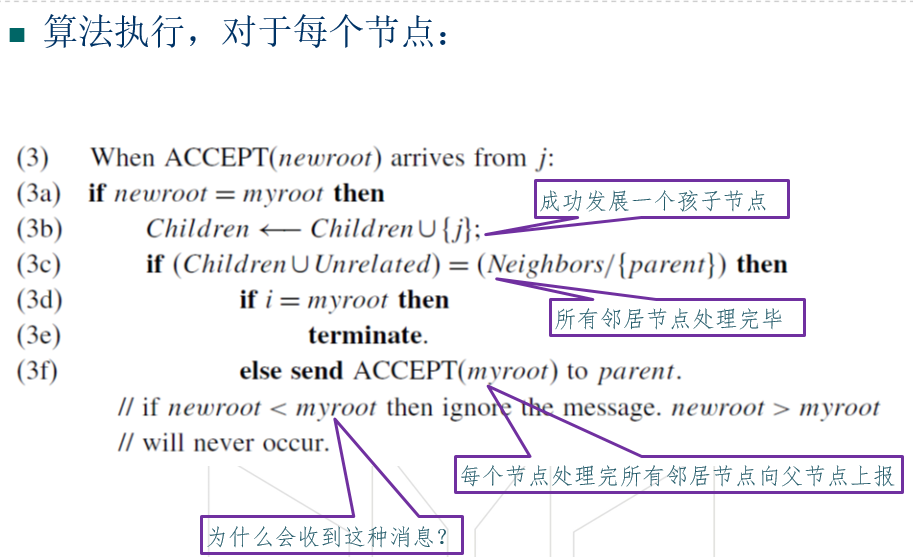 ■ 算法执行，对于每个节点：
(3) When ACCEPT(newroot) arrives from j:
(3a) if newroot = myroot then
成功发展一个孩子节点
(3b) Children ⟵ Children ∪ {j};
(3c) if (Children ∪ Unrelated) = (Neighbors/{parent}) then
(3d) if i = myroot then
所有邻居节点处理完毕
(3e) terminate.
(3f) else send ACCEPT(myroot) to parent.
// if newroot < myroot then ignore the message. newroot > myroot
// will never occur.
每个节点处理完所有邻居节点向父节点上报
为什么会收到这种消息？